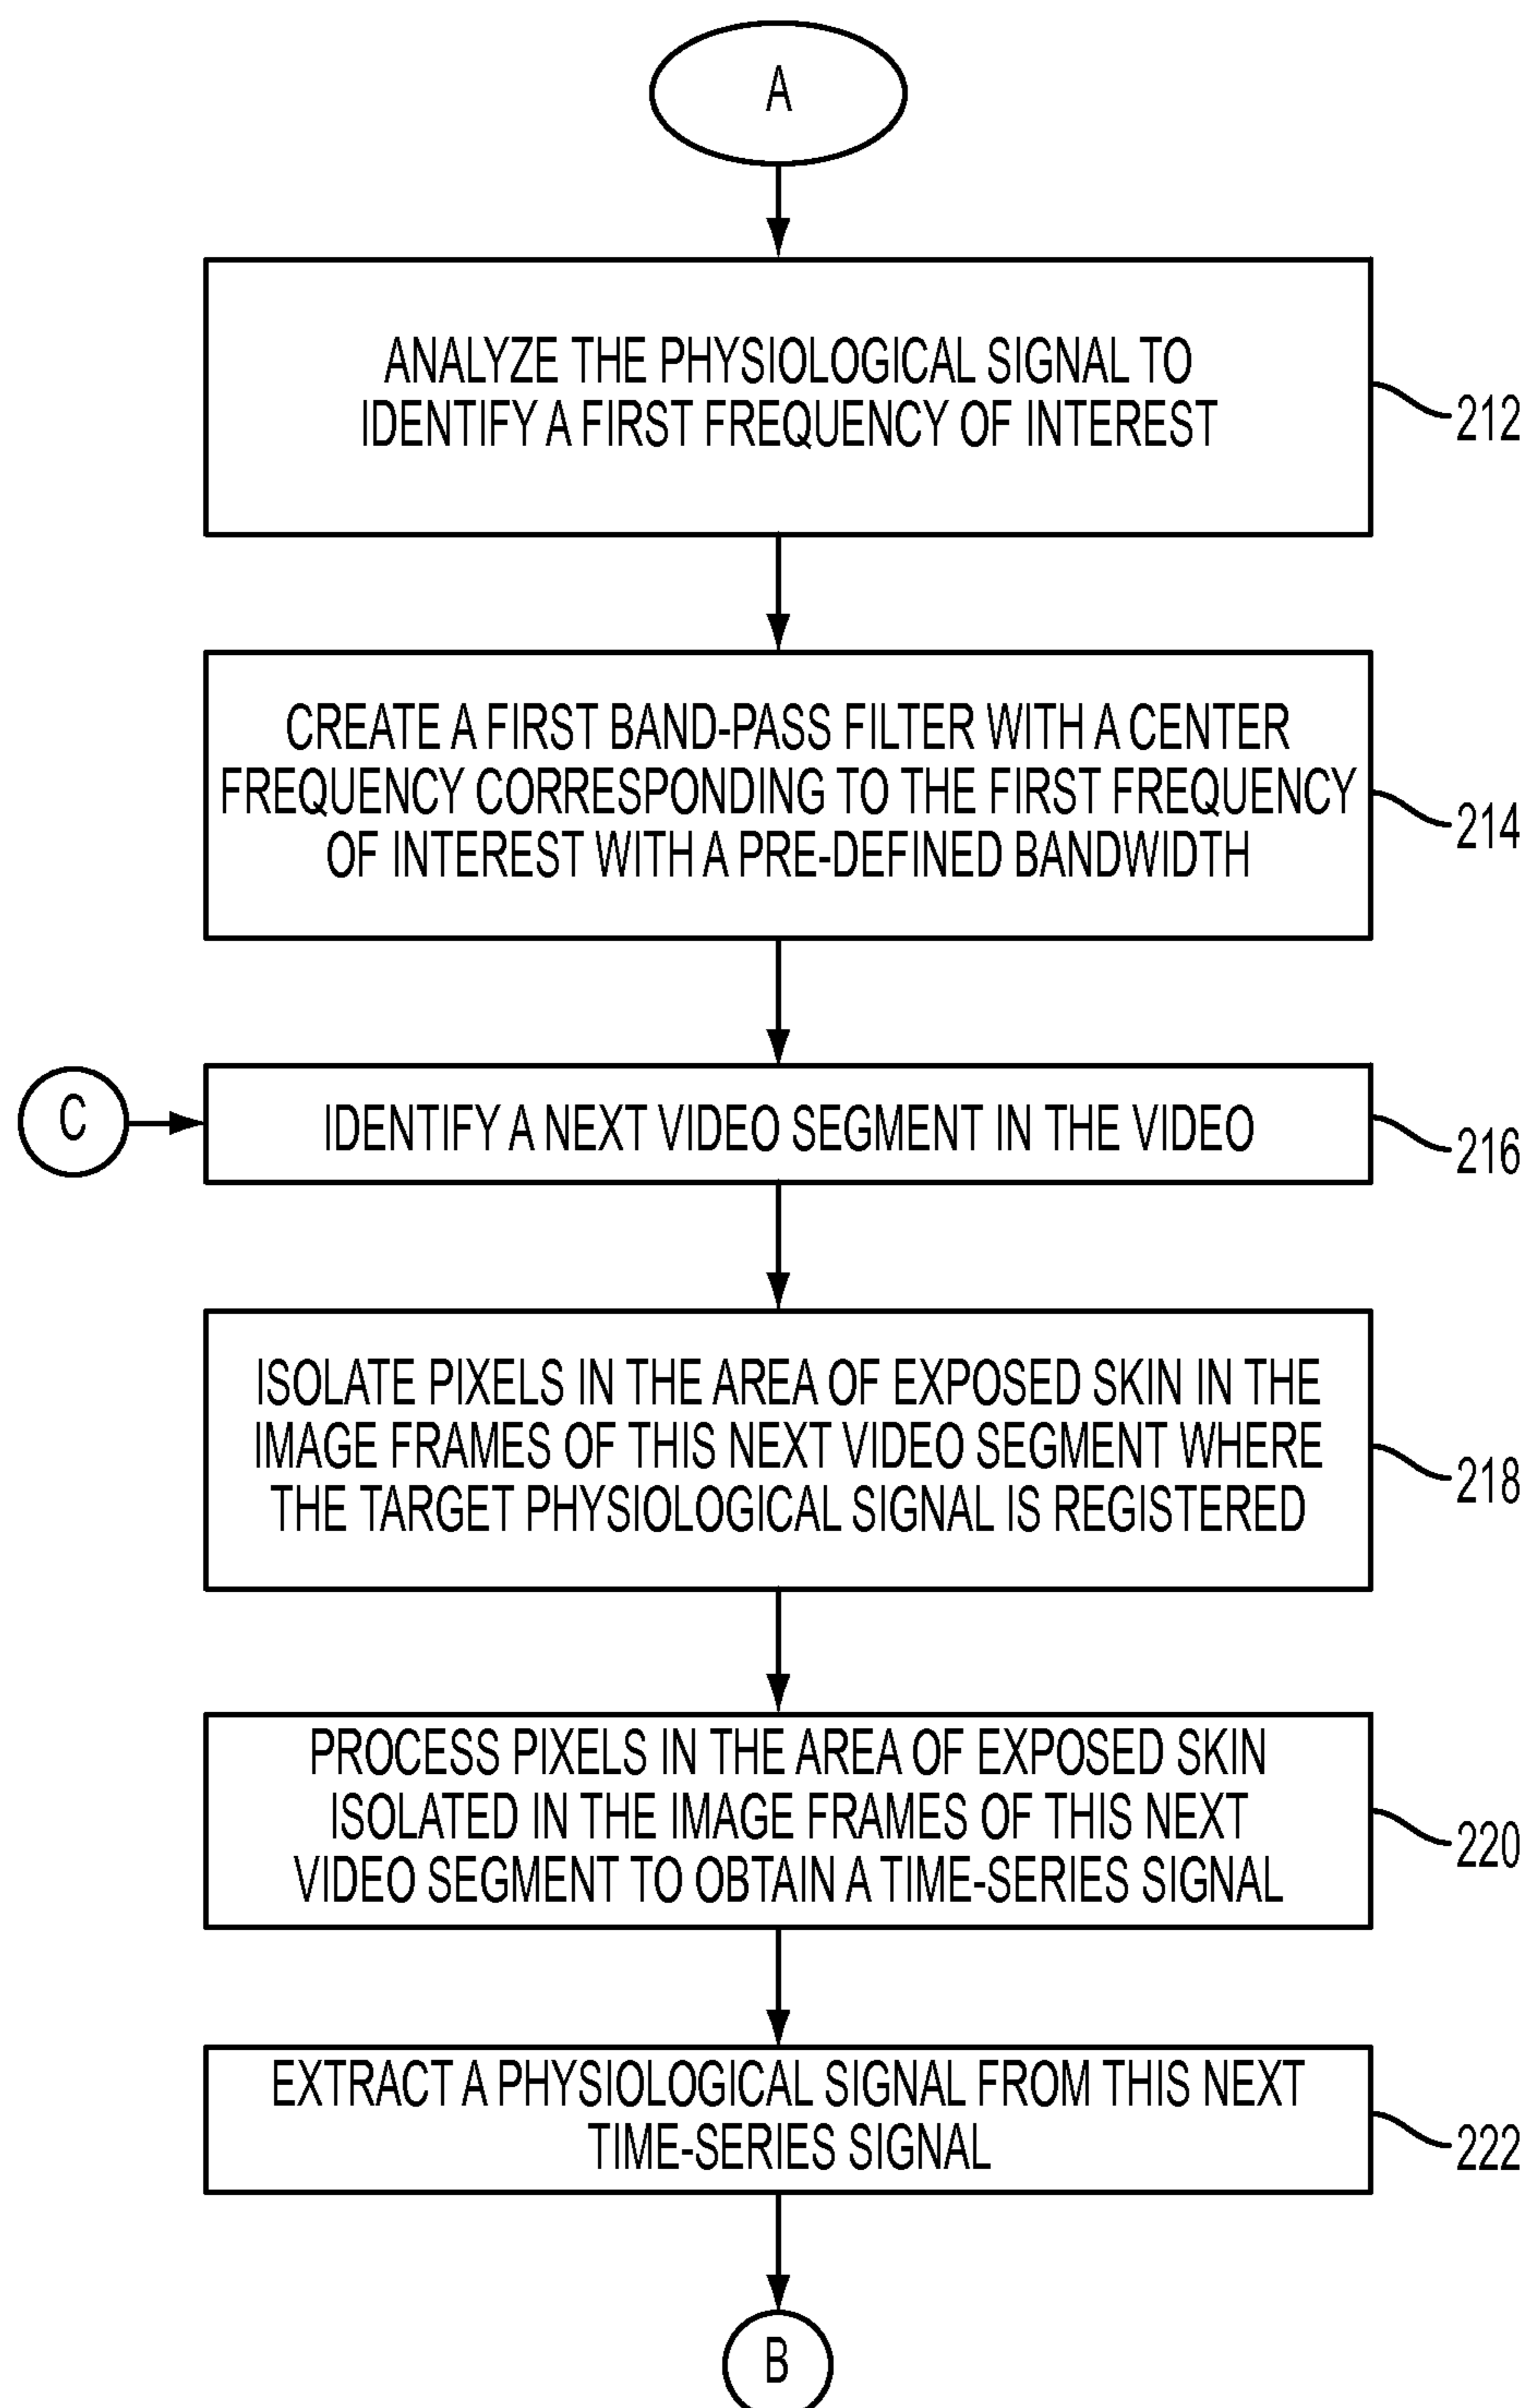 A
ANALYZE THE PHYSIOLOGICAL SIGNAL TO
IDENTIFY A FIRST FREQUENCY OF INTEREST
212
CREATE A FIRST BAND-PASS FILTER WITH A CENTER
FREQUENCY CORRESPONDING TO THE FIRST FREQUENCY
OF INTEREST WITH A PRE-DEFINED BANDWIDTH
214
C
IDENTIFY A NEXT VIDEO SEGMENT IN THE VIDEO
216
ISOLATE PIXELS IN THE AREA OF EXPOSED SKIN IN THE
IMAGE FRAMES OF THIS NEXT VIDEO SEGMENT WHERE
THE TARGET PHYSIOLOGICAL SIGNAL IS REGISTERED
218
PROCESS PIXELS IN THE AREA OF EXPOSED SKIN
ISOLATED IN THE IMAGE FRAMES OF THIS NEXT
VIDEO SEGMENT TO OBTAIN A TIME-SERIES SIGNAL
220
EXTRACT A PHYSIOLOGICAL SIGNAL FROM THIS NEXT
TIME-SERIES SIGNAL
222
B